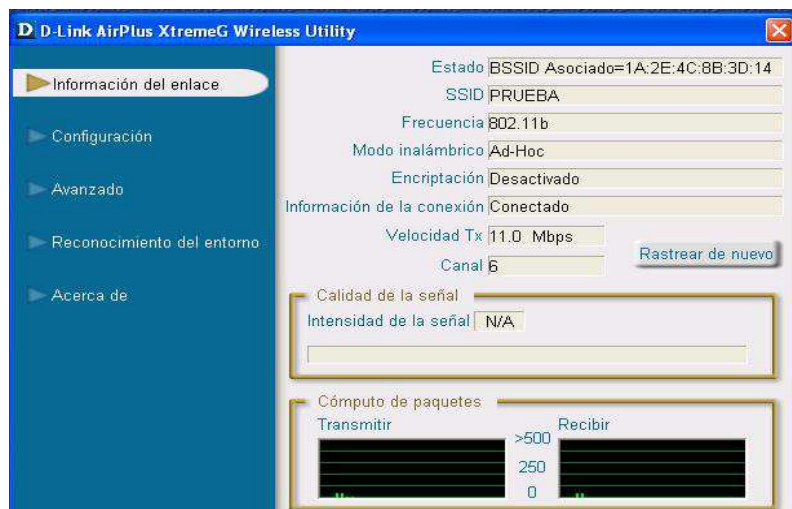 D D-Link AirPlus XtremeG Wireless Utility
Información del enlace
Configuración
Avanzado
Reconocimiento del entorno
Acerca de
Estado BSSID Asociado=1A:2E:4C:8B:3D:14
SSID PRUEBA
Frecuencia 802.11b
Modo inalámbrico Ad-Hoc
Encriptación Desactivado
Información de la conexión Conectado
Velocidad Tx 11.0 Mbps
Canal 6
Rastrear de nuevo
Calidad de la señal
Intensidad de la señal N/A
Cómputo de paquetes
Transmitir
Recibir
>500
250
0